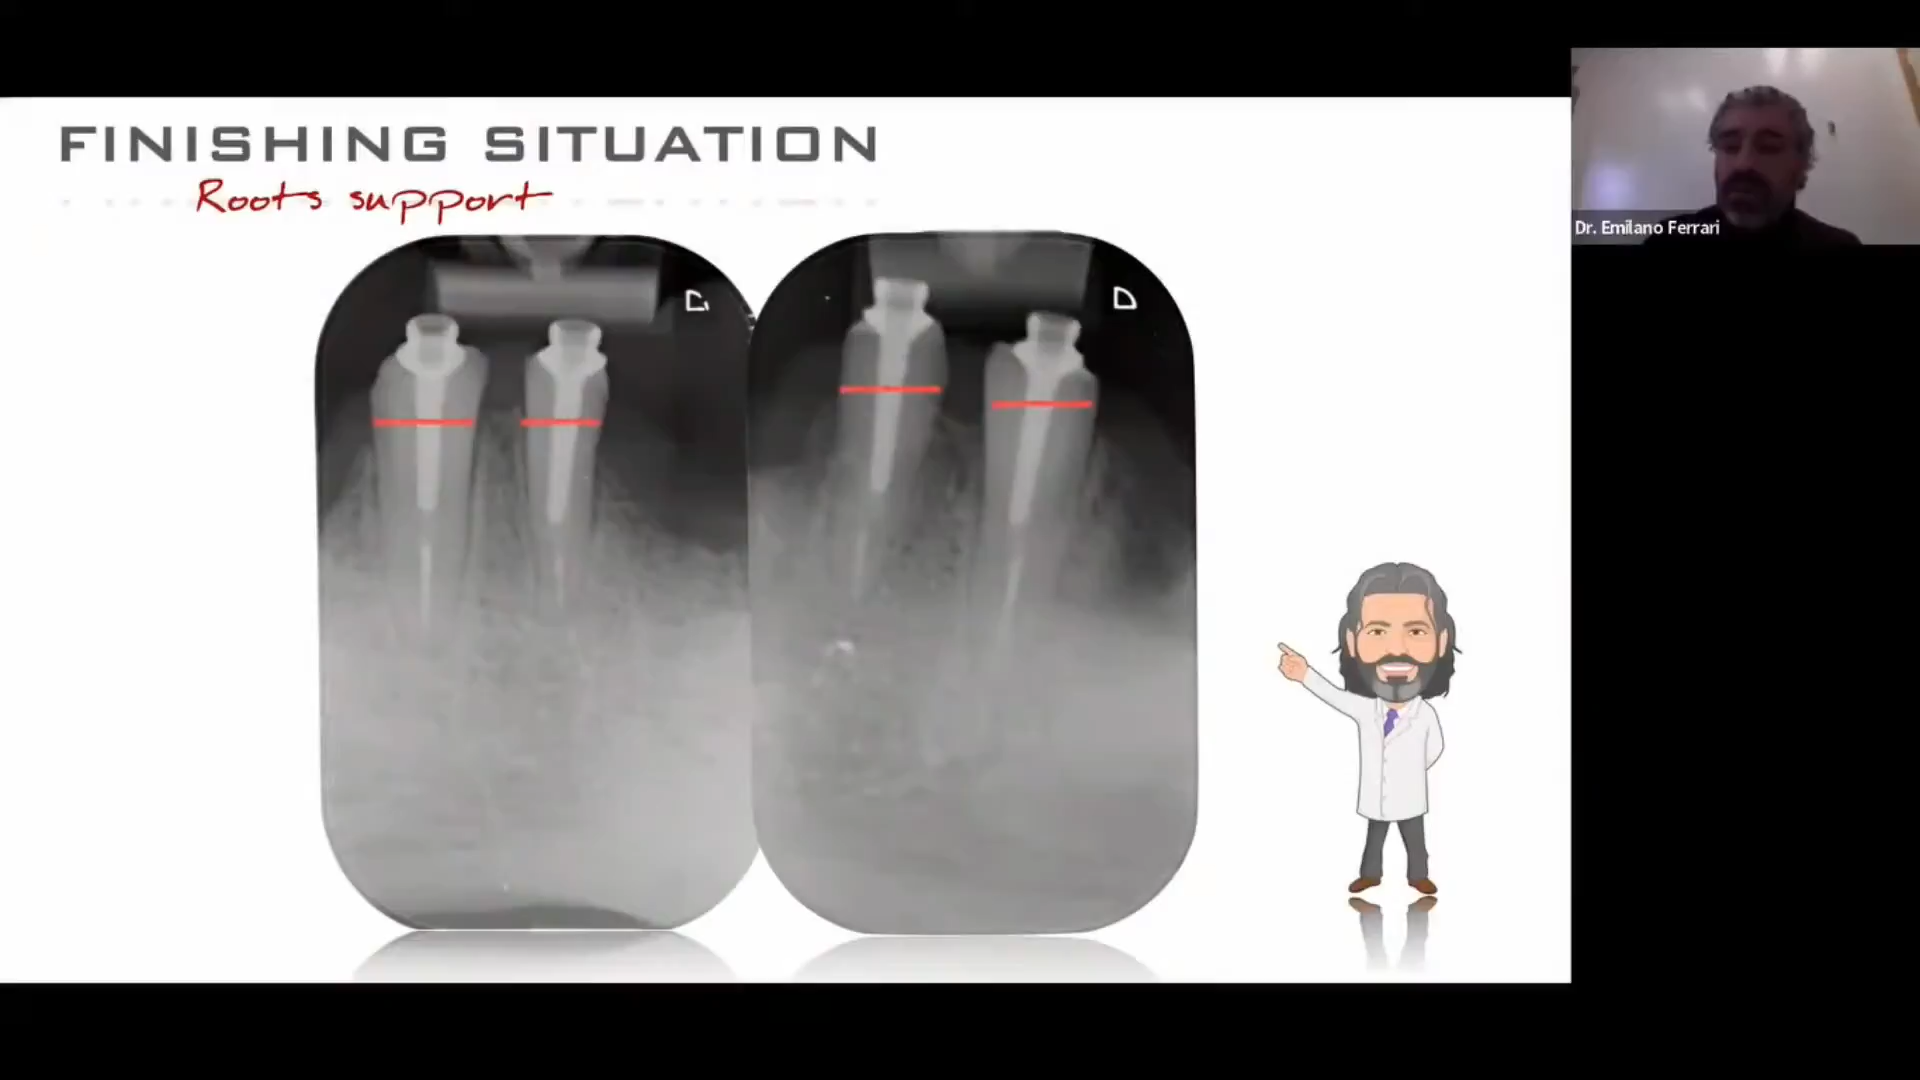 FINISHING SITUATION
Roots support
D
D
Dr. Emilano Ferrari